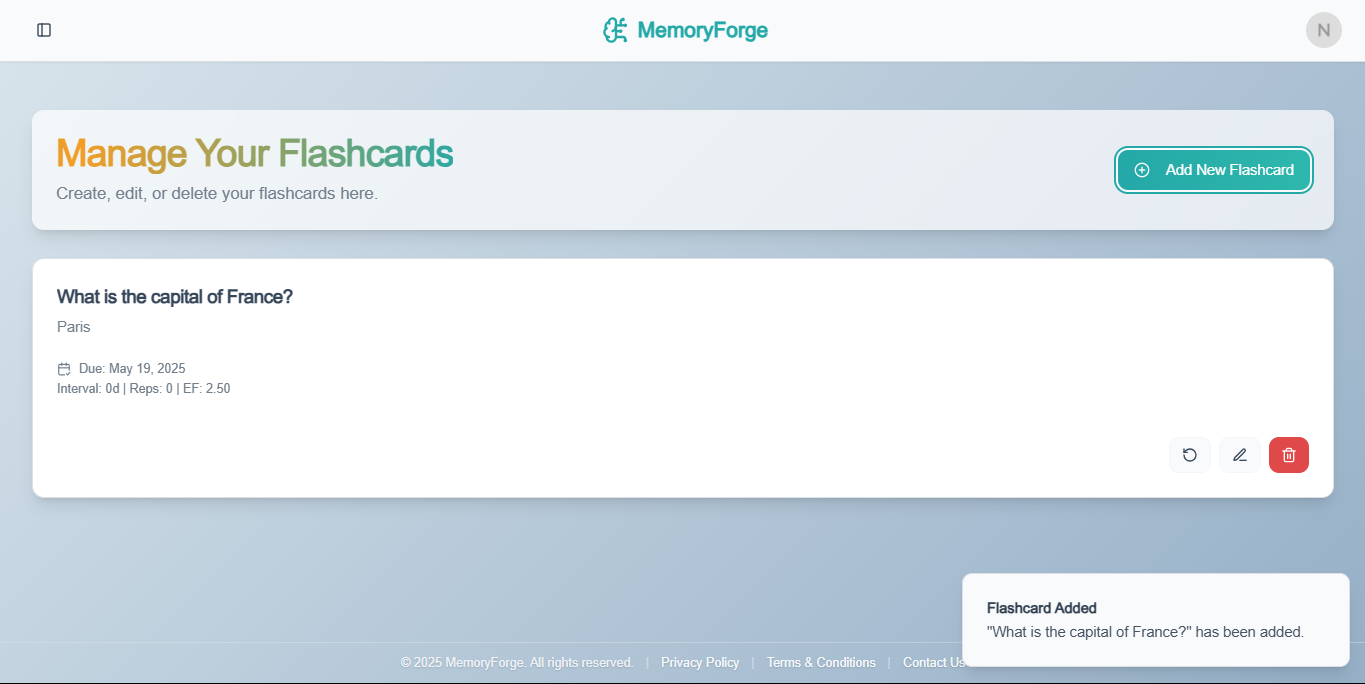 MemoryForge
N
Manage Your Flashcards
Create, edit, or delete your flashcards here.
Add New Flashcard
What is the capital of France?
Paris
Due: May 19, 2025
Interval: 0d | Reps: 0 | EF: 2.50
Flashcard Added
"What is the capital of France?" has been added.
© 2025 MemoryForge. All rights reserved. | Privacy Policy | Terms & Conditions | Contact Us